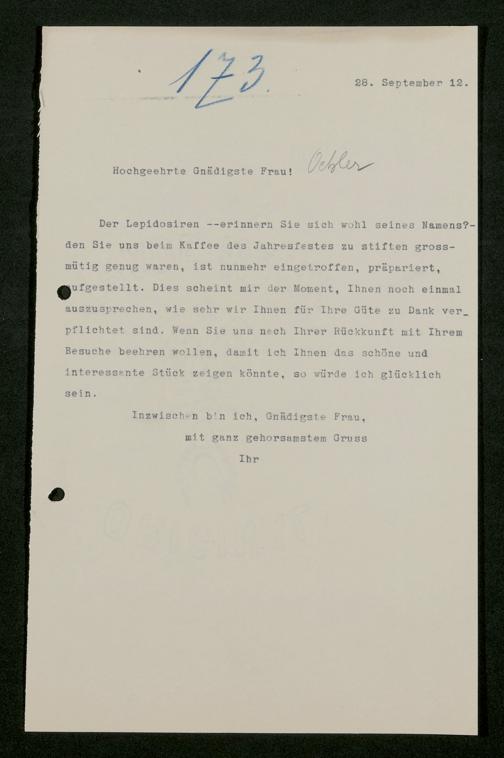 173.
28. September 12.
Hochgeehrte Gnädigste Frau!
Der Lepidosiren --erinnern Sie sich wohl seines Namens?-
den Sie uns beim Kaffee des Jahresfestes zu stiften gross-
mütig genug waren, ist nunmehr eingetroffen, präpariert,
aufgestellt. Dies scheint mir der Moment, Ihnen noch einmal
auszusprechen, wie sehr wir Ihnen für Ihre Güte zu Dank ver_
pflichtet sind. Wenn Sie uns nach Ihrer Rückkunft mit Ihrem
Besuche beehren wollen, damit ich Ihnen das schöne und
interessante Stück zeigen könnte, so würde ich glücklich
sein.
Inzwischen bin ich, Gnädigste Frau,
mit ganz gehorsamstem Gruss
Ihr